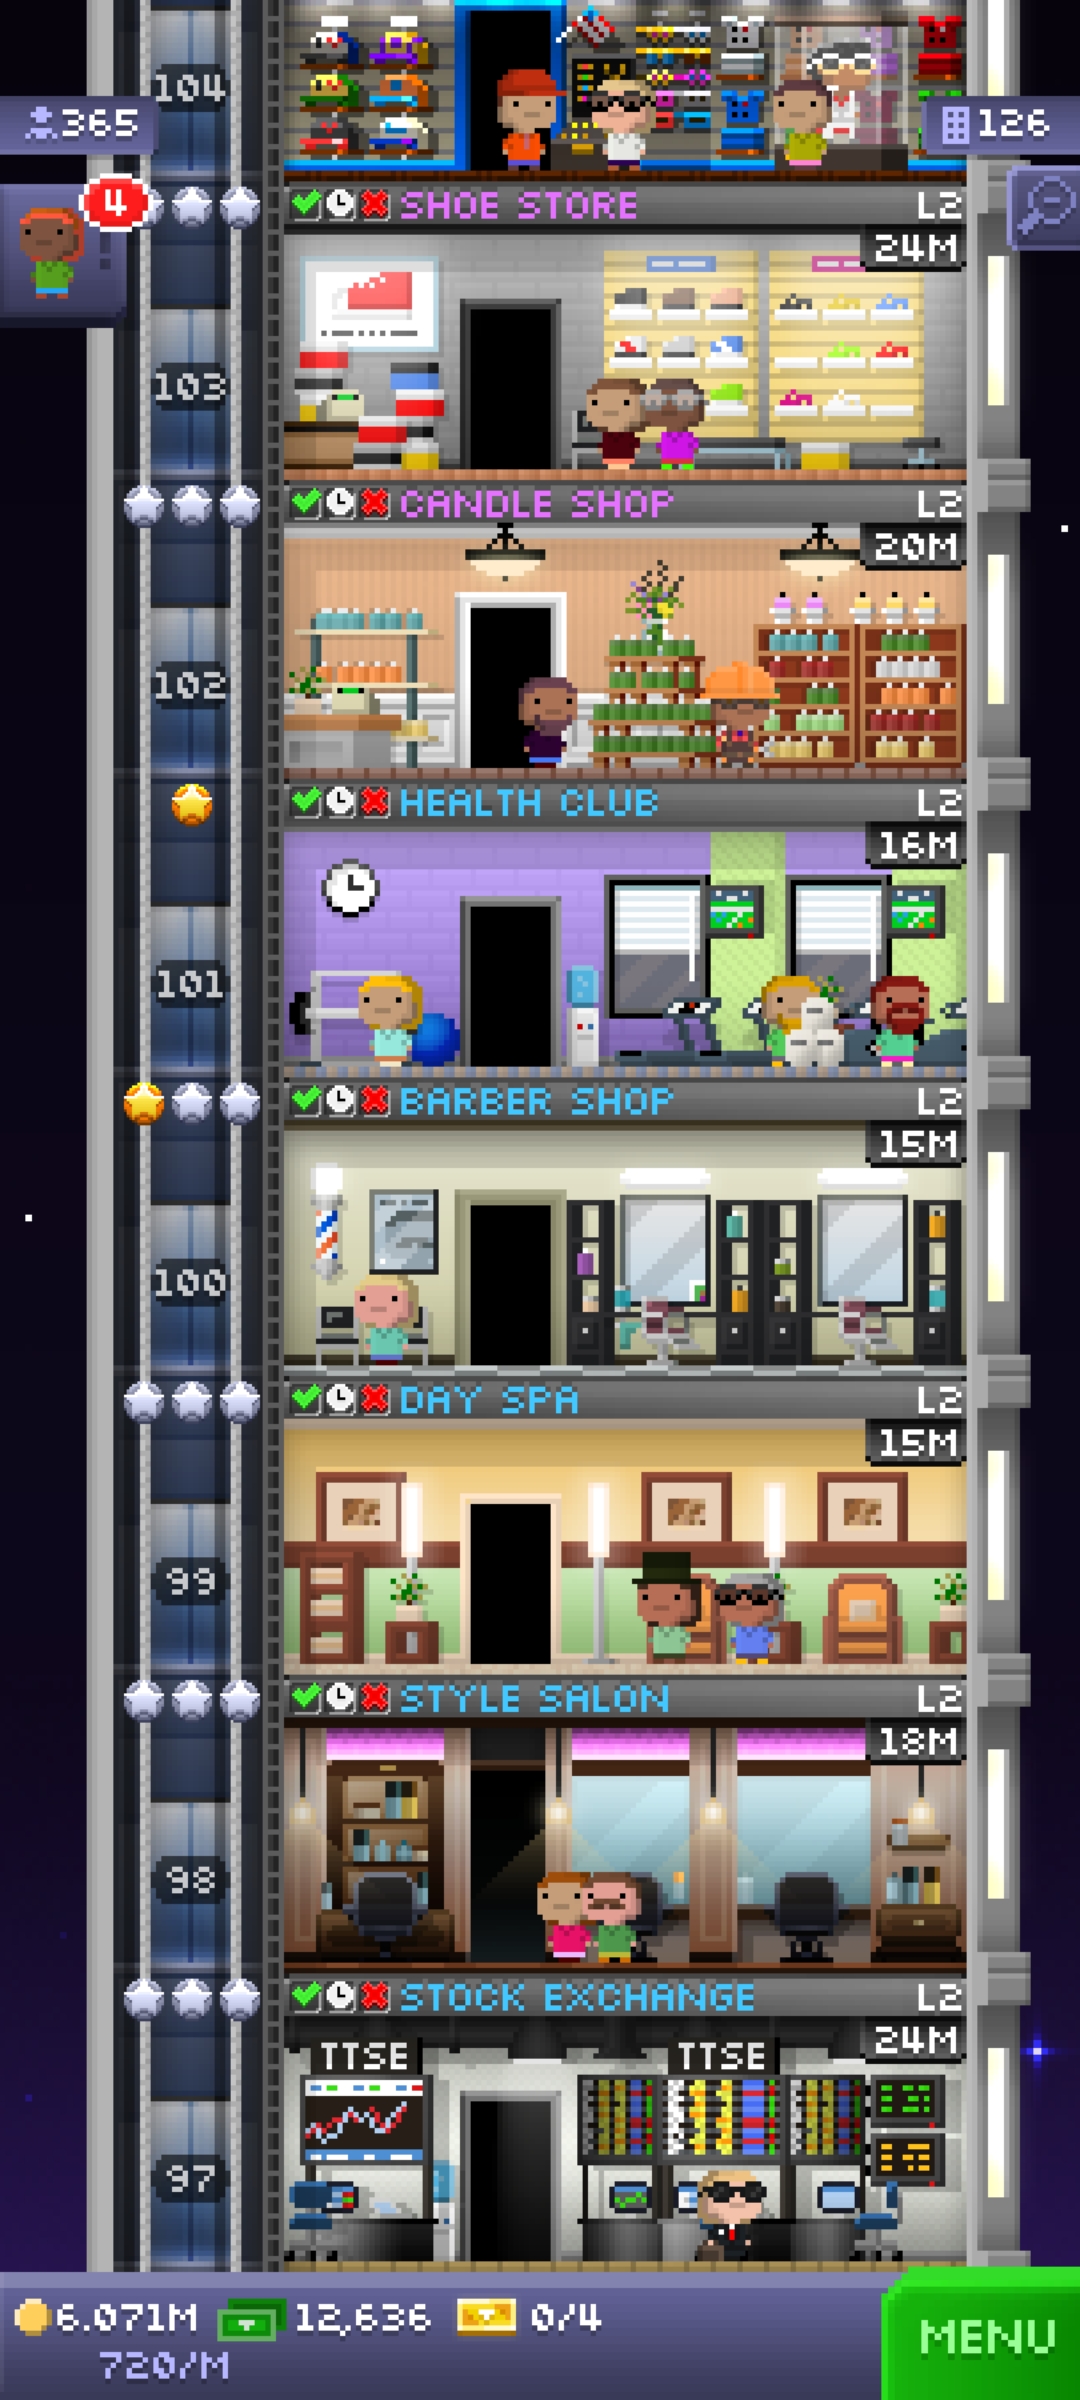 104
365
126
4
SHOE STORE L2
24M
103
CANDLE SHOP L2
20M
102
HEALTH CLUB L2
16M
101
BARBER SHOP L2
15M
100
DAY SPA L2
15M
99
STYLE SALON L2
18M
98
STOCK EXCHANGE L2
24M
TTSE TTSE
97
6.071M 12,636 0/4
720/M
MENU